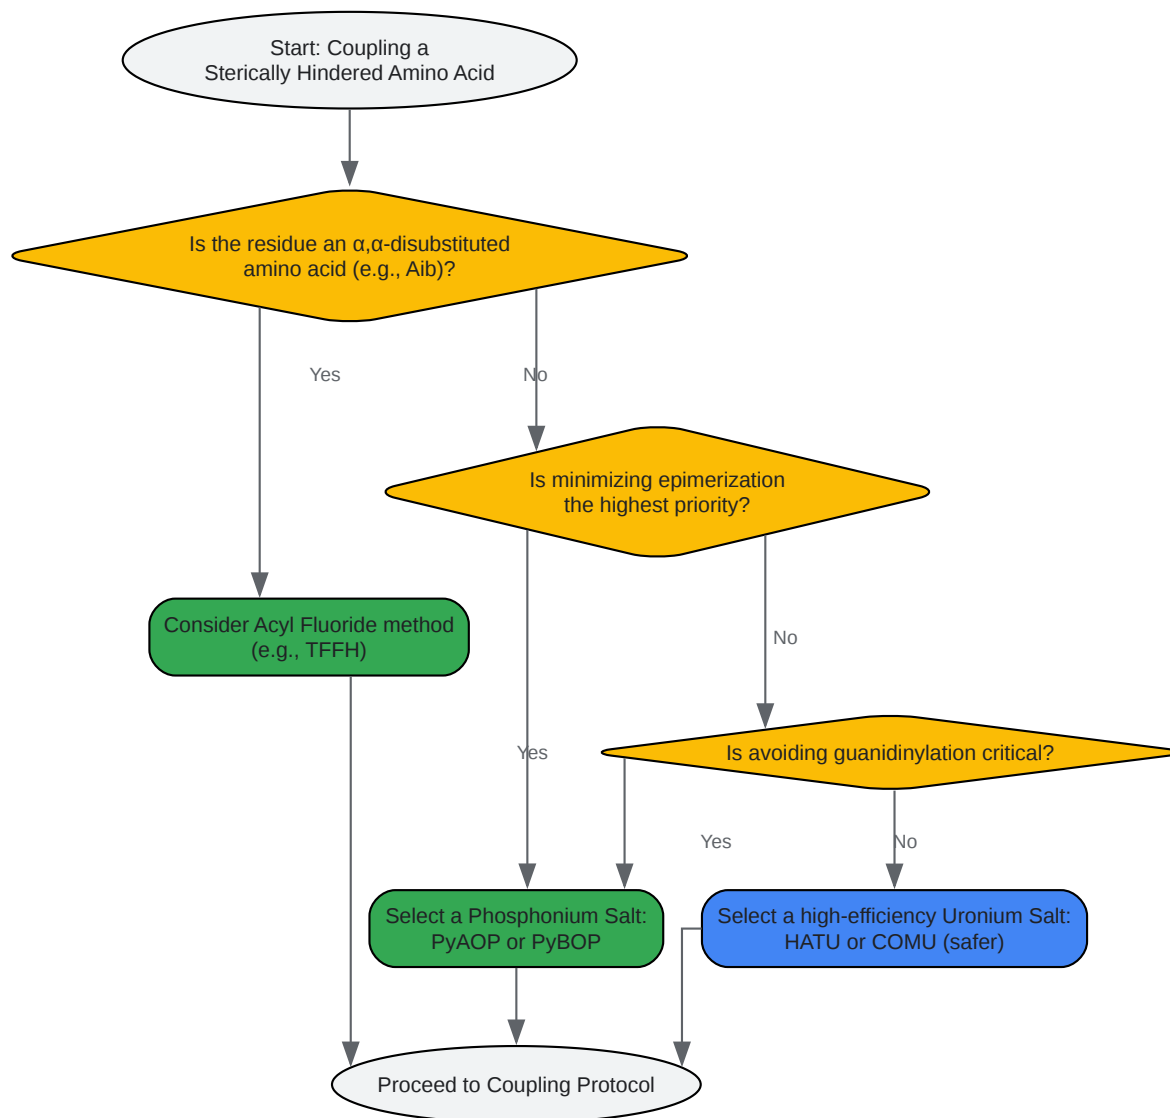 Start: Coupling a
Sterically Hindered Amino Acid
Is the residue an α,α-disubstituted
amino acid (e.g., Aib)?
Yes
No
Is minimizing epimerization
the highest priority?
Consider Acyl Fluoride method
(e.g., TFFH)
No
Yes
Is avoiding guanidinylation critical?
Yes
No
Select a Phosphonium Salt:
PyAOP or PyBOP
Select a high-efficiency Uronium Salt:
HATU or COMU (safer)
Proceed to Coupling Protocol